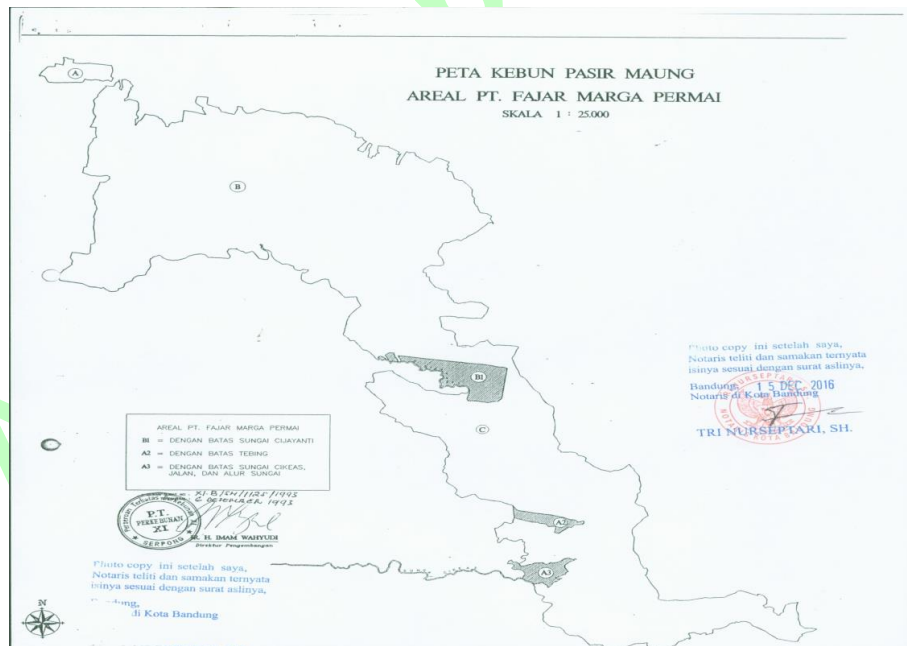 PETA KEBUN PASIR MAUNG
AREAL PT. FAJAR MARGA PERMAI
SKALA 1 : 25.000
A
B
B1
C
A2
A3
Photo copy ini setelah saya,
Notaris teliti dan samakan ternyata
isinya sesuai dengan surat aslinya,
Bandung, 15 DEC 2016
Notaris di Kota Bandung
TRI NURSEPTARI, SH.
AREAL PT. FAJAR MARGA PERMAI
B1 = DENGAN BATAS SUNGAI CIJAYANTI
A2 = DENGAN BATAS TEBING
A3 = DENGAN BATAS SUNGAI CIKEAS,
JALAN, DAN ALUR SUNGAI
P.T.
PERKEBUNAN
XI
SERPONG
H. IMAM WAHYUDI
Direktur Pengembangan
Photo copy ini setelah saya,
Notaris teliti dan samakan ternyata
isinya sesuai dengan surat aslinya,
di Kota Bandung
N